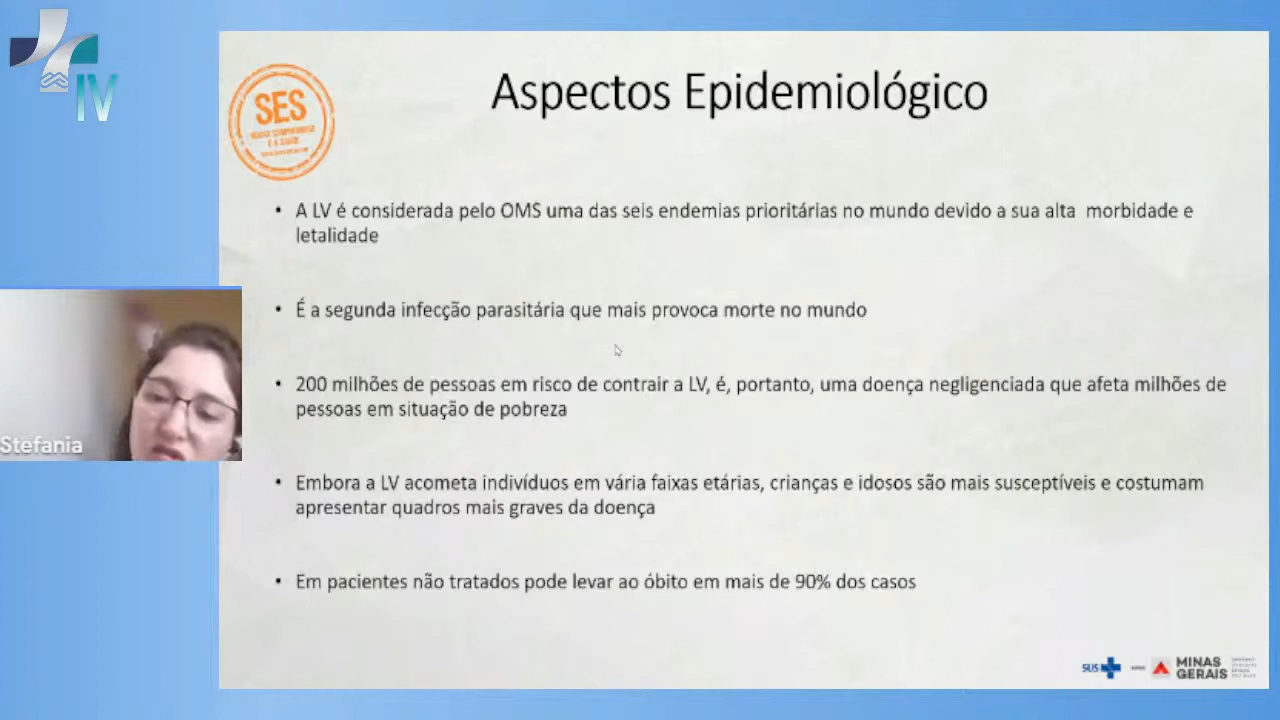 IV
Aspectos Epidemiológico
SES
A LV é considerada pelo OMS uma das seis endemias prioritárias no mundo devido a sua alta morbidade e
letalidade
É a segunda infecção parasitária que mais provoca morte no mundo
200 milhões de pessoas em risco de contrair a LV, é, portanto, uma doença negligenciada que afeta milhões de
pessoas em situação de pobreza
Stefania
Embora a LV acometa indivíduos em vária faixas etárias, crianças e idosos são mais susceptíveis e costumam
apresentar quadros mais graves da doença
Em pacientes não tratados pode levar ao óbito em mais de 90% dos casos
SUS
MINAS
GERAIS